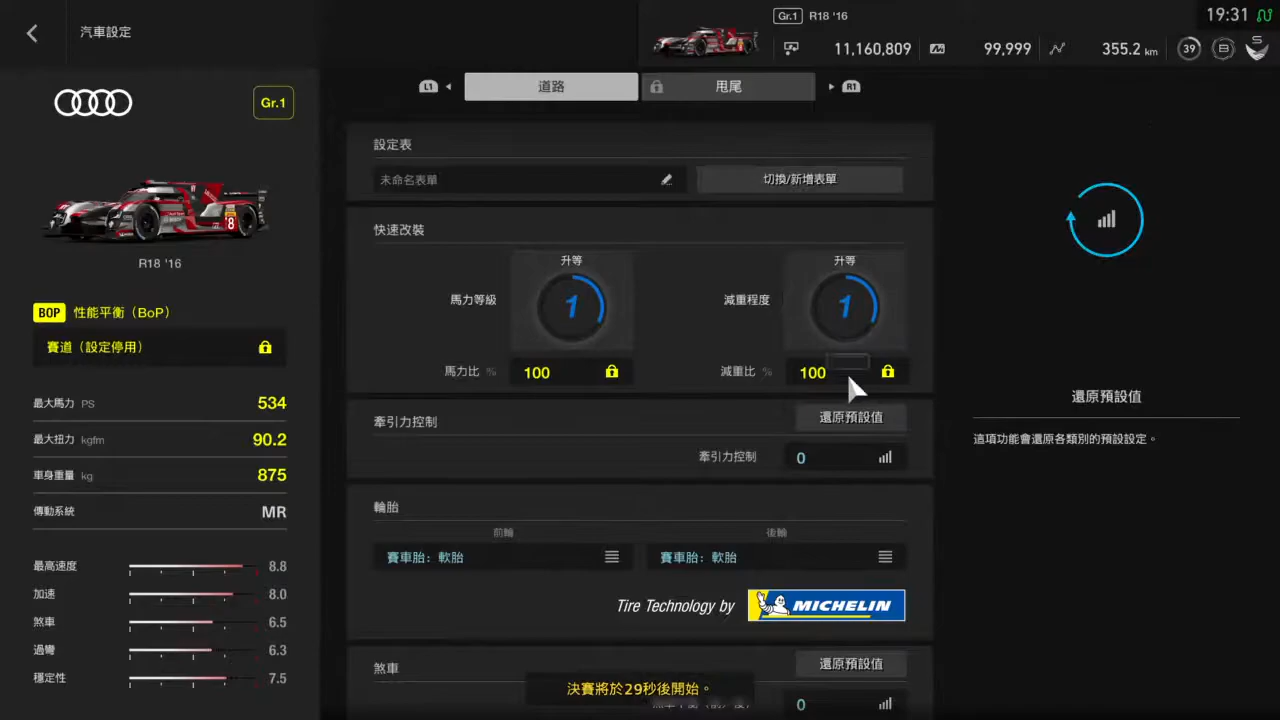 汽車設定
Gr.1 R18 '16
19:31
11,160,809
99,999
355.2 km
39
B
S
L1
道路
甩尾
R1
Gr.1
8
R18 '16
BOP 性能平衡（BoP）
賽道（設定停用）
最大馬力 PS 534
最大扭力 kgfm 90.2
車身重量 kg 875
傳動系統 MR
最高速度 8.8
加速 8.0
煞車 6.5
過彎 6.3
穩定性 7.5
設定表
未命名表單
切換/新增表單
快速改裝
升等
馬力等級 1
馬力比 % 100
升等
減重程度 1
減重比 % 100
牽引力控制
還原預設值
牽引力控制 0
輪胎
前輪 後輪
賽車胎：軟胎 賽車胎：軟胎
Tire Technology by MICHELIN
煞車
還原預設值
0
決賽將於29秒後開始。
還原預設值
這項功能會還原各類別的預設設定。